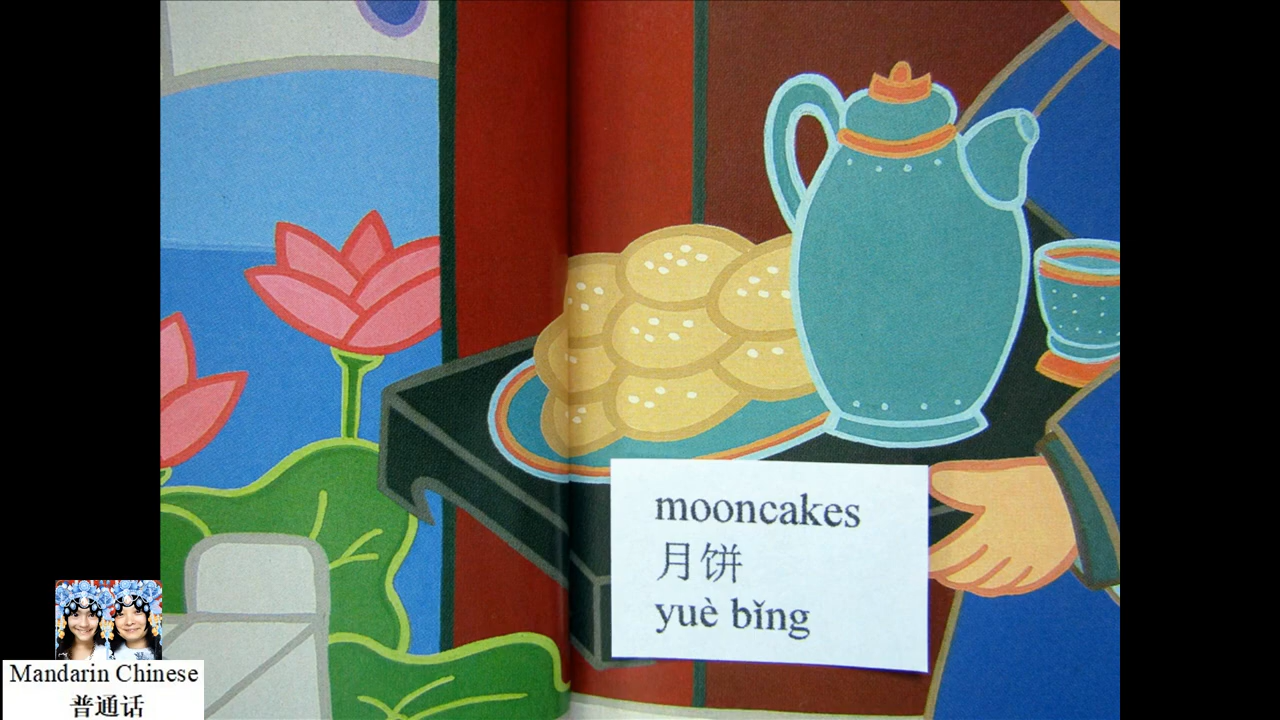 mooncakes
月饼
yuè bǐng
Mandarin Chinese
普通话